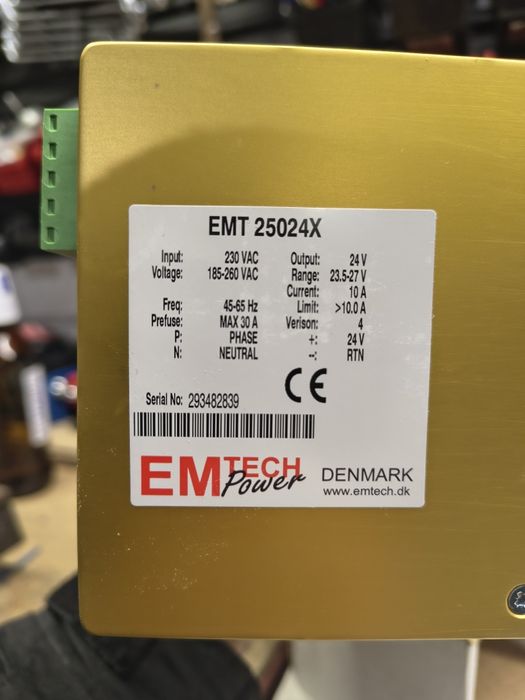 EMT 25024X
Input: 230 VAC Output: 24 V
Voltage: 185-260 VAC Range: 23.5-27 V
Current: 10 A
Freq: 45-65 Hz Limit: >10.0 A
Prefuse: MAX 30 A Verison: 4
P: PHASE +: 24 V
N: NEUTRAL --: RTN
CE
Serial No: 293482839
EMTECH Power DENMARK
www.emtech.dk